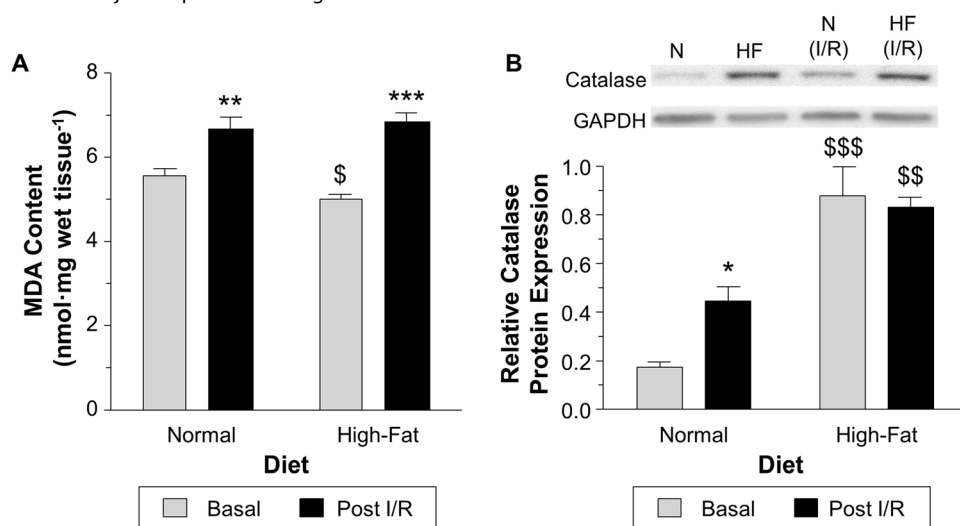 A
8
6
4
2
0
MDA Content
(nmol·mg wet tissue⁻¹)
**
$
***
Normal
High-Fat
Diet
Basal
Post I/R
B
N
HF
N
(I/R)
HF
(I/R)
Catalase
GAPDH
1.0
0.8
0.6
0.4
0.2
0.0
Relative Catalase
Protein Expression
*
$$$
$$
Normal
High-Fat
Diet
Basal
Post I/R